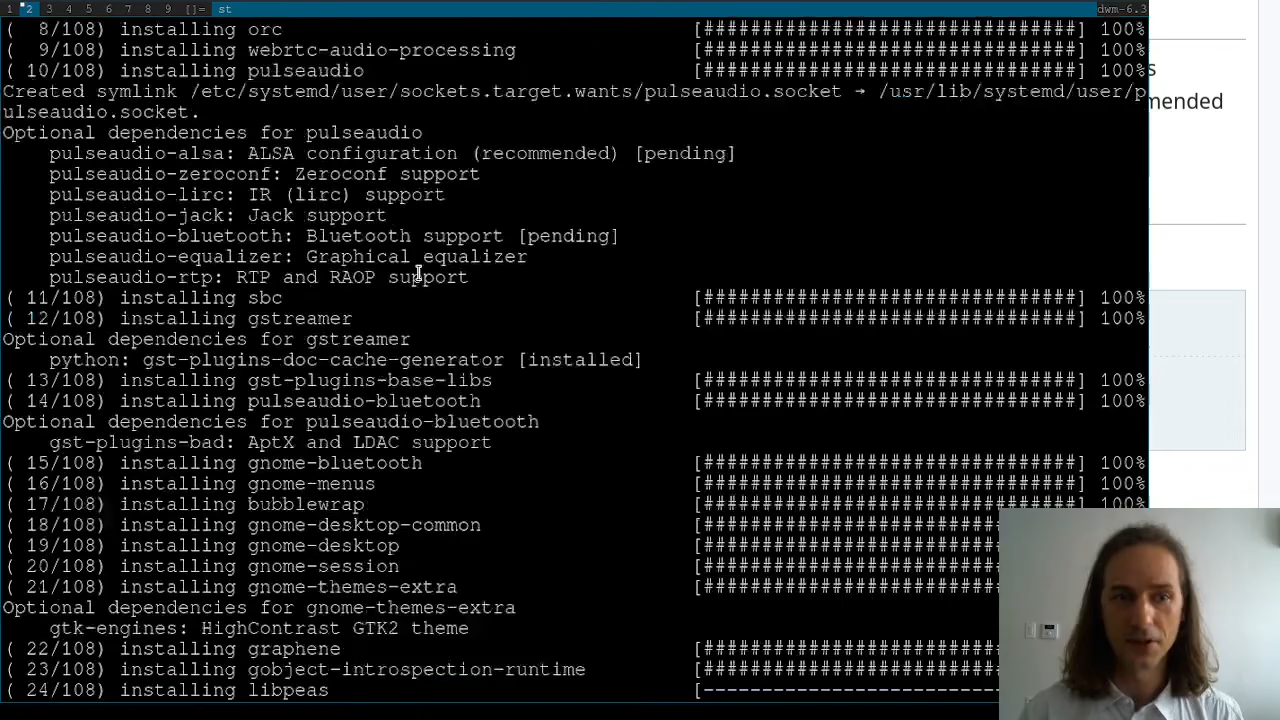 1 2 3 4 5 6 7 8 9 []= st dwm-6.3
( 8/108) installing orc [################################] 100%
( 9/108) installing webrtc-audio-processing [################################] 100%
( 10/108) installing pulseaudio [################################] 100%
Created symlink /etc/systemd/user/sockets.target.wants/pulseaudio.socket → /usr/lib/systemd/user/p
ulseaudio.socket.
Optional dependencies for pulseaudio
pulseaudio-alsa: ALSA configuration (recommended) [pending]
pulseaudio-zeroconf: Zeroconf support
pulseaudio-lirc: IR (lirc) support
pulseaudio-jack: Jack support
pulseaudio-bluetooth: Bluetooth support [pending]
pulseaudio-equalizer: Graphical equalizer
pulseaudio-rtp: RTP and RAOP support
( 11/108) installing sbc [################################] 100%
( 12/108) installing gstreamer [################################] 100%
Optional dependencies for gstreamer
python: gst-plugins-doc-cache-generator [installed]
( 13/108) installing gst-plugins-base-libs [################################] 100%
( 14/108) installing pulseaudio-bluetooth [################################] 100%
Optional dependencies for pulseaudio-bluetooth
gst-plugins-bad: AptX and LDAC support
( 15/108) installing gnome-bluetooth [################################] 100%
( 16/108) installing gnome-menus [################################] 100%
( 17/108) installing bubblewrap [################################] 100%
( 18/108) installing gnome-desktop-common [##########################
( 19/108) installing gnome-desktop [##########################
( 20/108) installing gnome-session [##########################
( 21/108) installing gnome-themes-extra [##########################
Optional dependencies for gnome-themes-extra
gtk-engines: HighContrast GTK2 theme
( 22/108) installing graphene [##########################
( 23/108) installing gobject-introspection-runtime [##########################
( 24/108) installing libpeas [--------------------------
s
mended